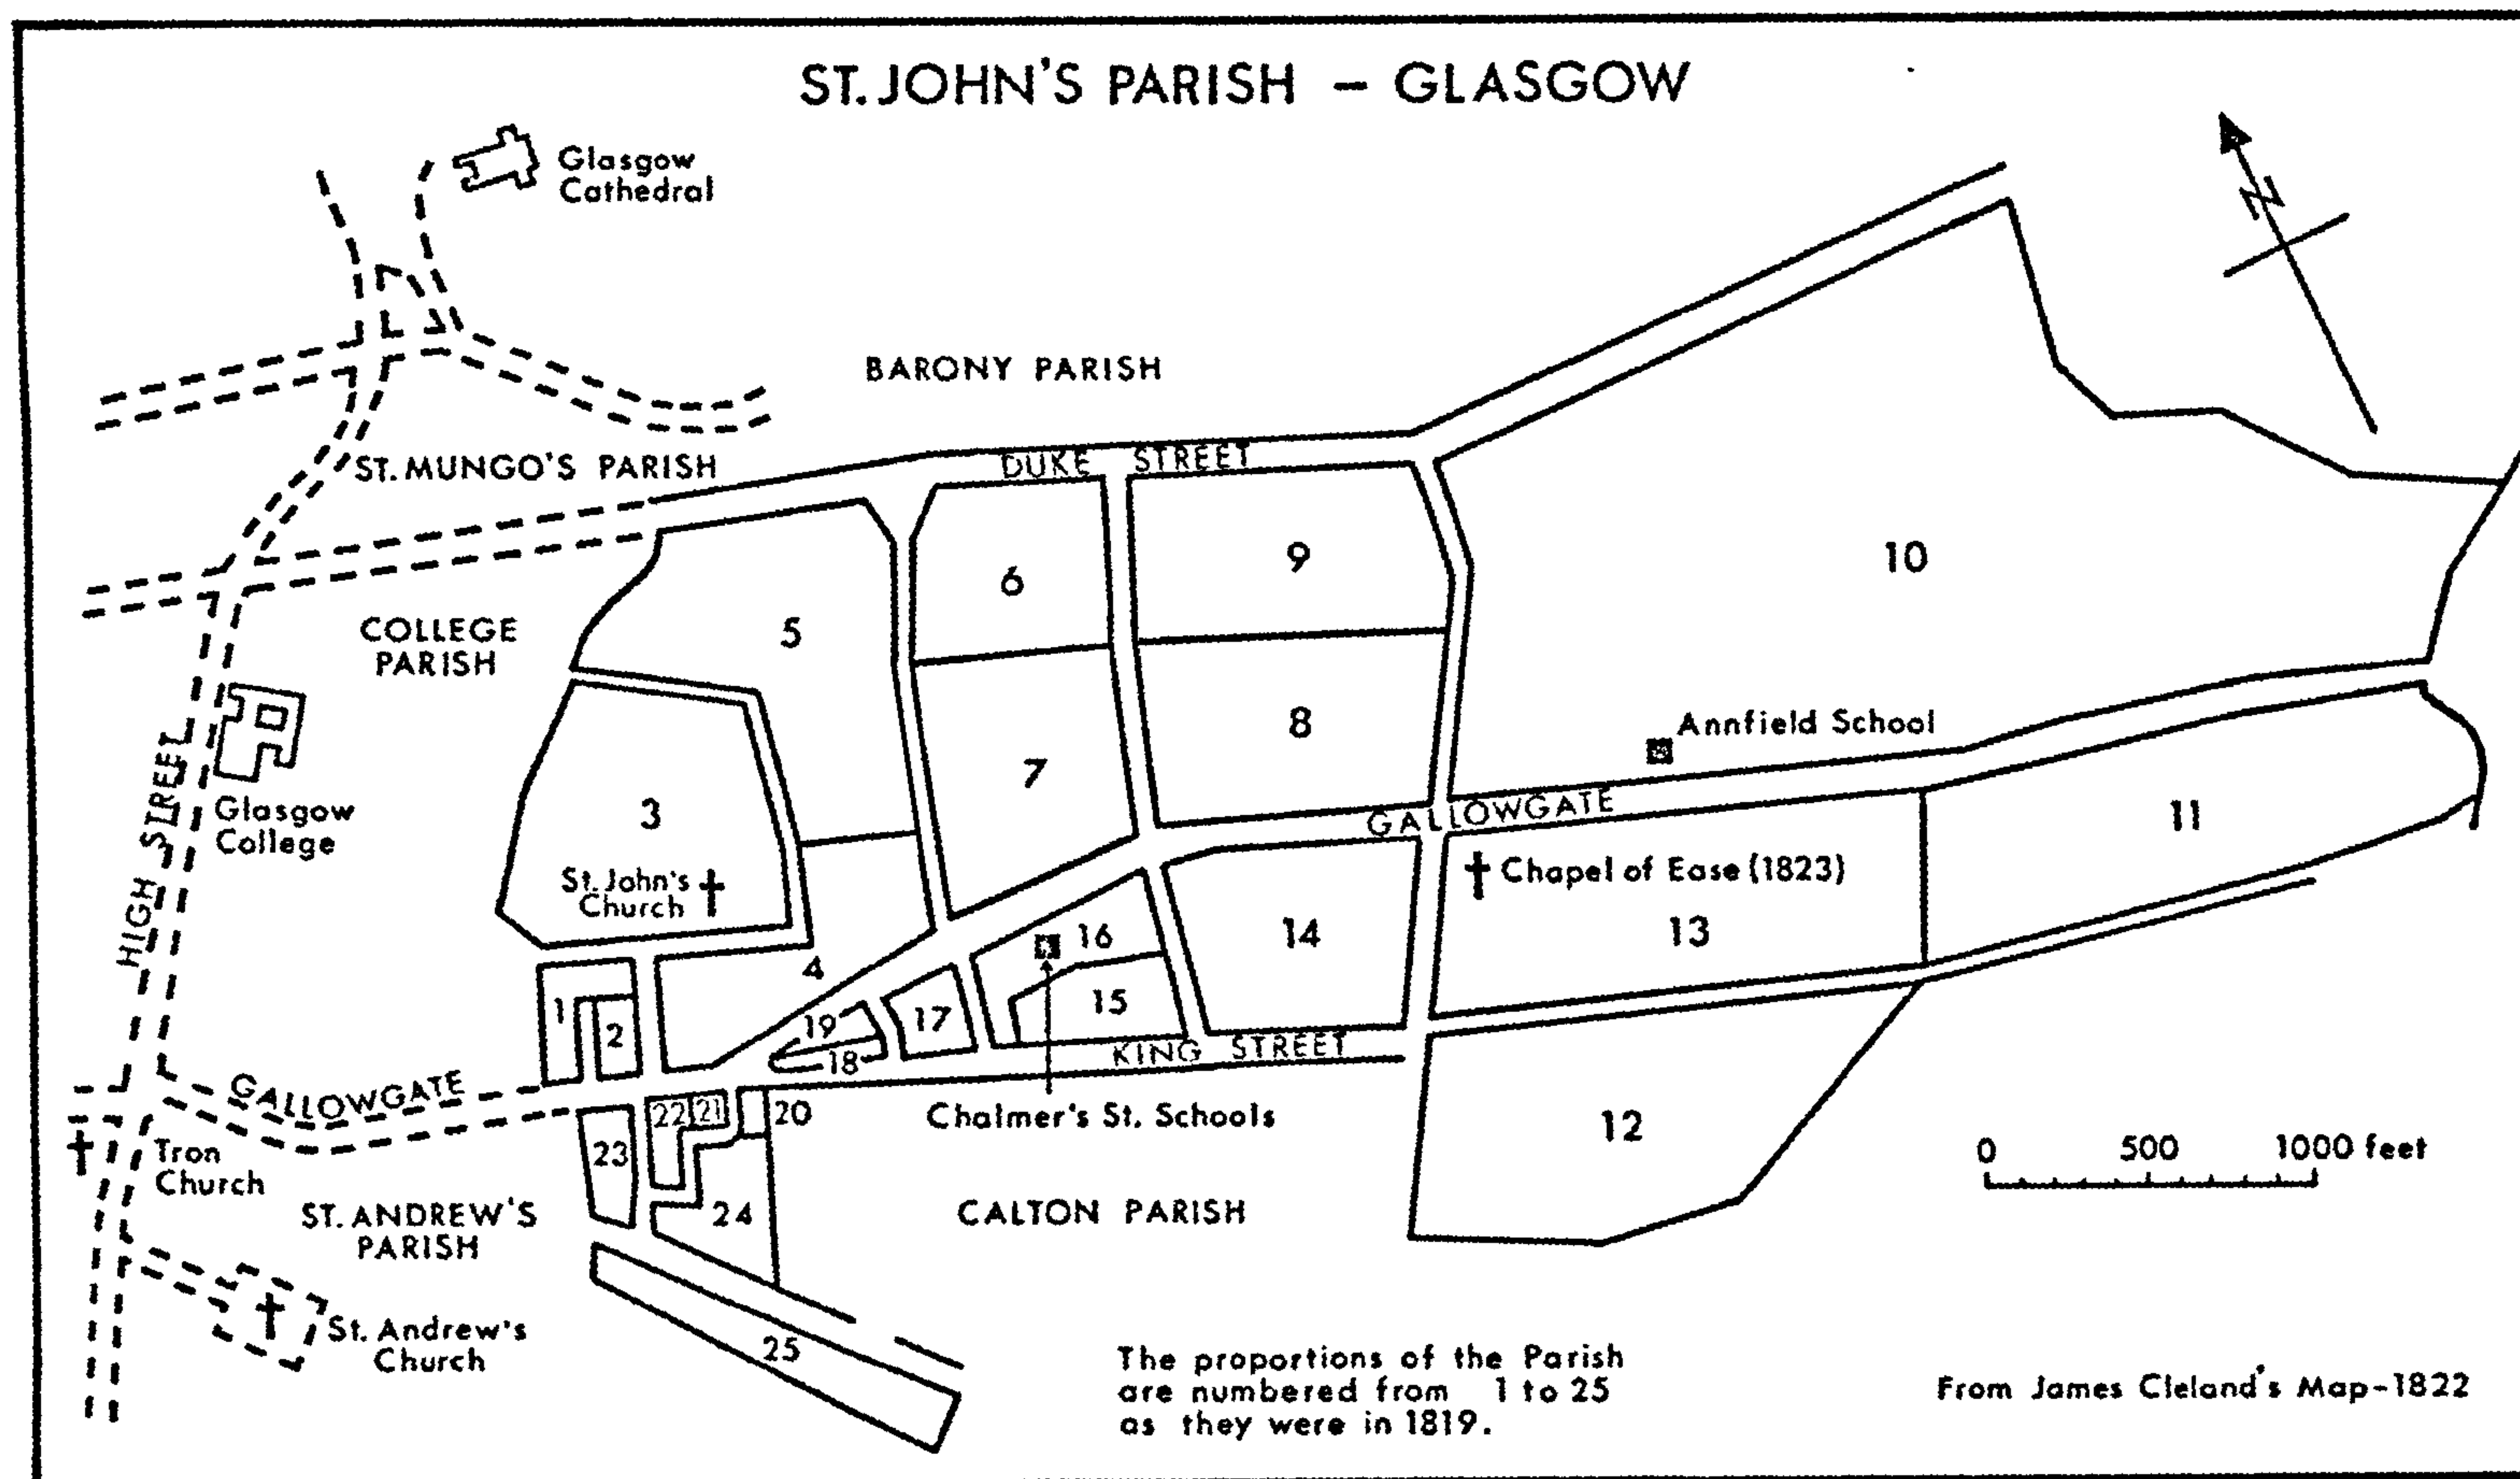 ST. JOHN'S PARISH – GLASGOW
Glasgow
Cathedral
N
BARONY PARISH
ST. MUNGO'S PARISH
DUKE STREET
COLLEGE
PARISH
5
6
9
10
HIGH STREET
Glasgow
College
3
St. John's
Church
7
8
Annfield School
GALLOWGATE
Chapel of Ease (1823)
11
13
14
16
15
4
1
2
17
19
18
KING STREET
GALLOWGATE
Tron
Church
22
21
20
23
24
Chalmer's St. Schools
12
0 500 1000 feet
ST. ANDREW'S
PARISH
CALTON PARISH
St. Andrew's
Church
25
The proportions of the Parish
are numbered from 1 to 25
as they were in 1819.
From James Cleland's Map-1822